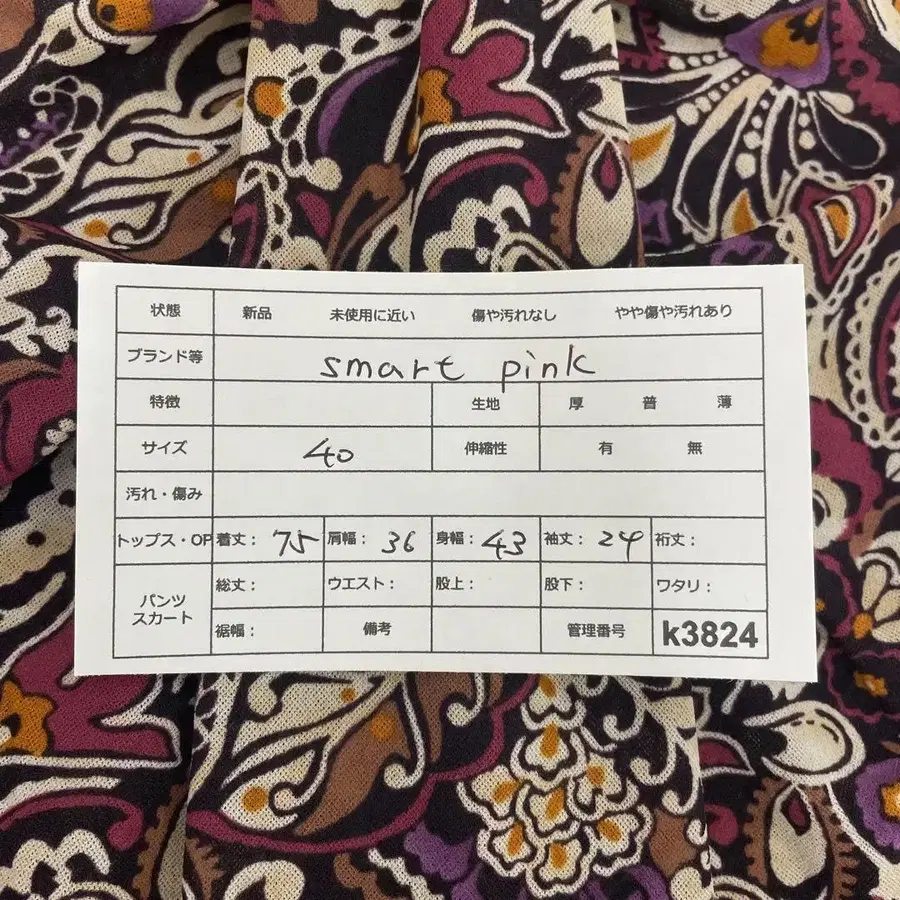 状態 新品 未使用に近い 傷や汚れなし やや傷や汚れあり
ブランド等 smart pink
特徴 生地 厚 普 薄
サイズ 40 伸縮性 有 無
汚れ・傷み
トップス・OP 着丈： 75 肩幅： 36 身幅： 43 袖丈： 24 裄丈：
パンツ スカート 総丈： ウエスト： 股上： 股下： ワタリ：
裾幅： 備考 管理番号 k3824